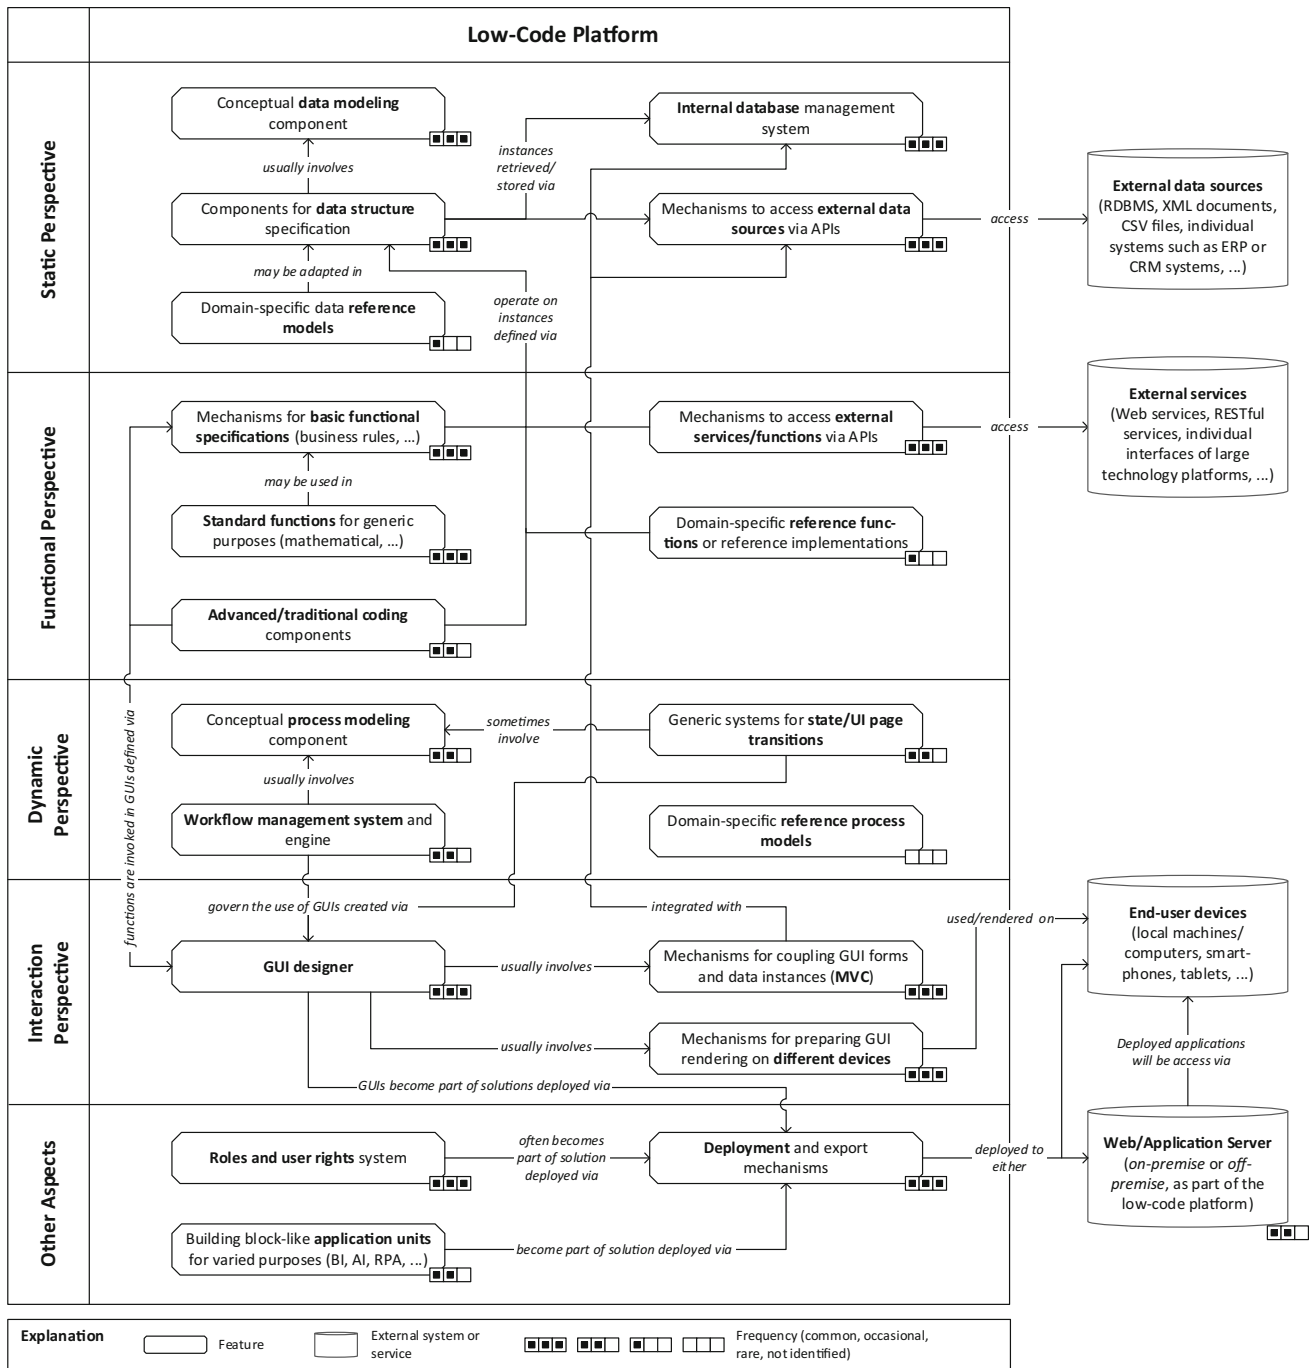 Low-Code Platform
Static Perspective
Conceptual data modeling
component
usually involves
Components for data structure
specification
may be adapted in
Domain-specific data reference
models
instances
retrieved/
stored via
operate on
instances
defined via
Internal database management
system
Mechanisms to access external data
sources via APIs
access
External data sources
(RDBMS, XML documents,
CSV files, individual
systems such as ERP or
CRM systems, ...)
Functional Perspective
Mechanisms for basic functional
specifications (business rules, ...)
may be used in
Standard functions for generic
purposes (mathematical, ...)
Advanced/traditional coding
components
Mechanisms to access external
services/functions via APIs
Domain-specific reference func-
tions or reference implementations
access
External services
(Web services, RESTful
services, individual
interfaces of large
technology platforms, ...)
Dynamic
Perspective
functions are invoked in GUIs defined via
Conceptual process modeling
component
usually involves
Workflow management system and
engine
sometimes
involve
Generic systems for state/UI page
transitions
Domain-specific reference process
models
Interaction
Perspective
govern the use of GUIs created via
integrated with
used/rendered on
GUI designer
usually involves
Mechanisms for coupling GUI forms
and data instances (MVC)
usually involves
Mechanisms for preparing GUI
rendering on different devices
GUIs become part of solutions deployed via
End-user devices
(local machines/
computers, smart-
phones, tablets, ...)
Deployed applications
will be access via
Other Aspects
Roles and user rights system
often becomes
part of solution
deployed via
Deployment and export
mechanisms
deployed to
either
Web/Application Server
(on-premise or off-
premise, as part of the
low-code platform)
Building block-like application units
for varied purposes (BI, AI, RPA, ...)
become part of solution deployed via
Explanation
Feature
External system or
service
Frequency (common, occasional,
rare, not identified)